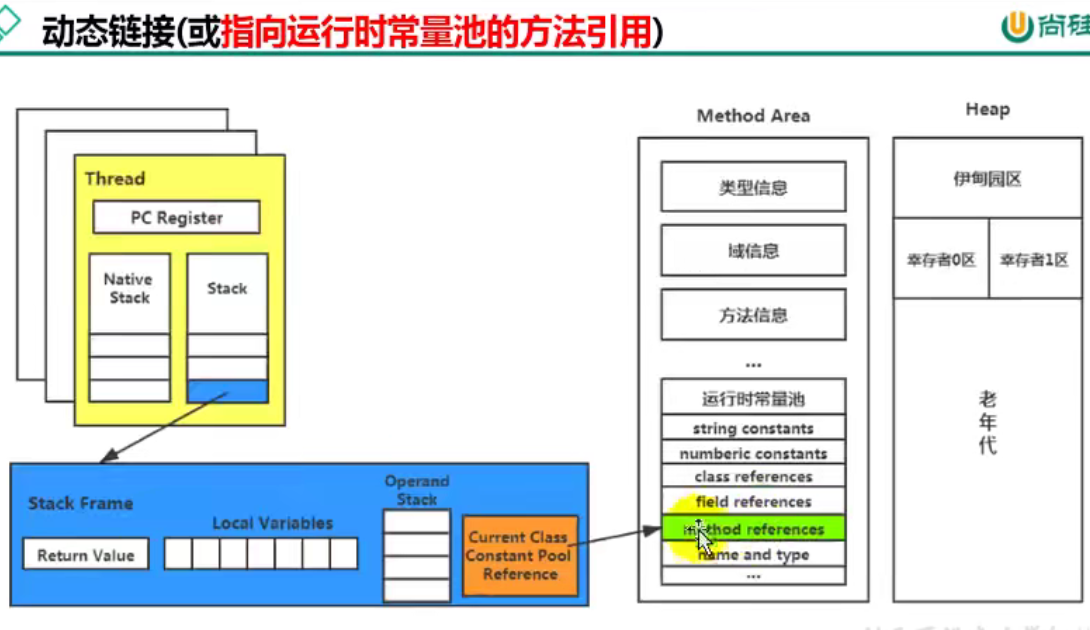 动态链接(或指向运行时常量池的方法引用)
尚硅
Thread
PC Register
Native
Stack
Stack
Stack Frame
Return Value
Local Variables
Operand
Stack
Current Class
Constant Pool
Reference
Method Area
类型信息
域信息
方法信息
...
运行时常量池
string constants
numberic constants
class references
field references
method references
name and type
...
Heap
伊甸园区
幸存者0区
幸存者1区
老
年
代